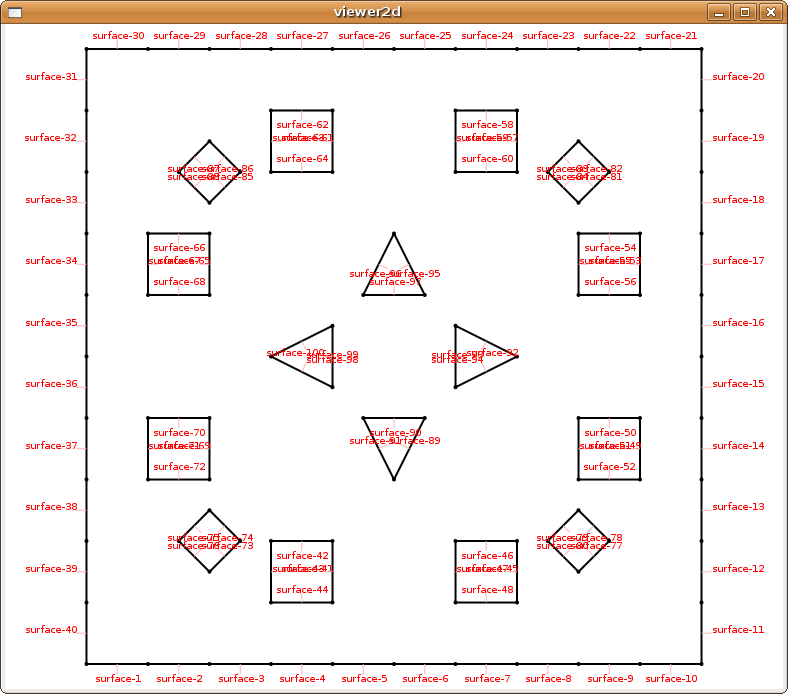 viewer2d
surface-30 surface-29 surface-28 surface-27 surface-26 surface-25 surface-24 surface-23 surface-22 surface-21
surface-31 surface-20
surface-62 surface-58
surface-32 surface-19
surface-64 surface-60
surface-86 surface-82
surface-85 surface-81
surface-33 surface-18
surface-66 surface-54
surface-34 surface-17
surface-96 surface-95
surface-68 surface-56
surface-35 surface-16
surface-100 surface-99 surface-92
surface-98 surface-94
surface-36 surface-15
surface-70 surface-90 surface-50
surface-91 surface-89
surface-37 surface-14
surface-72 surface-52
surface-38 surface-13
surface-74 surface-78
surface-73 surface-77
surface-42 surface-46
surface-39 surface-12
surface-44 surface-48
surface-40 surface-11
surface-1 surface-2 surface-3 surface-4 surface-5 surface-6 surface-7 surface-8 surface-9 surface-10